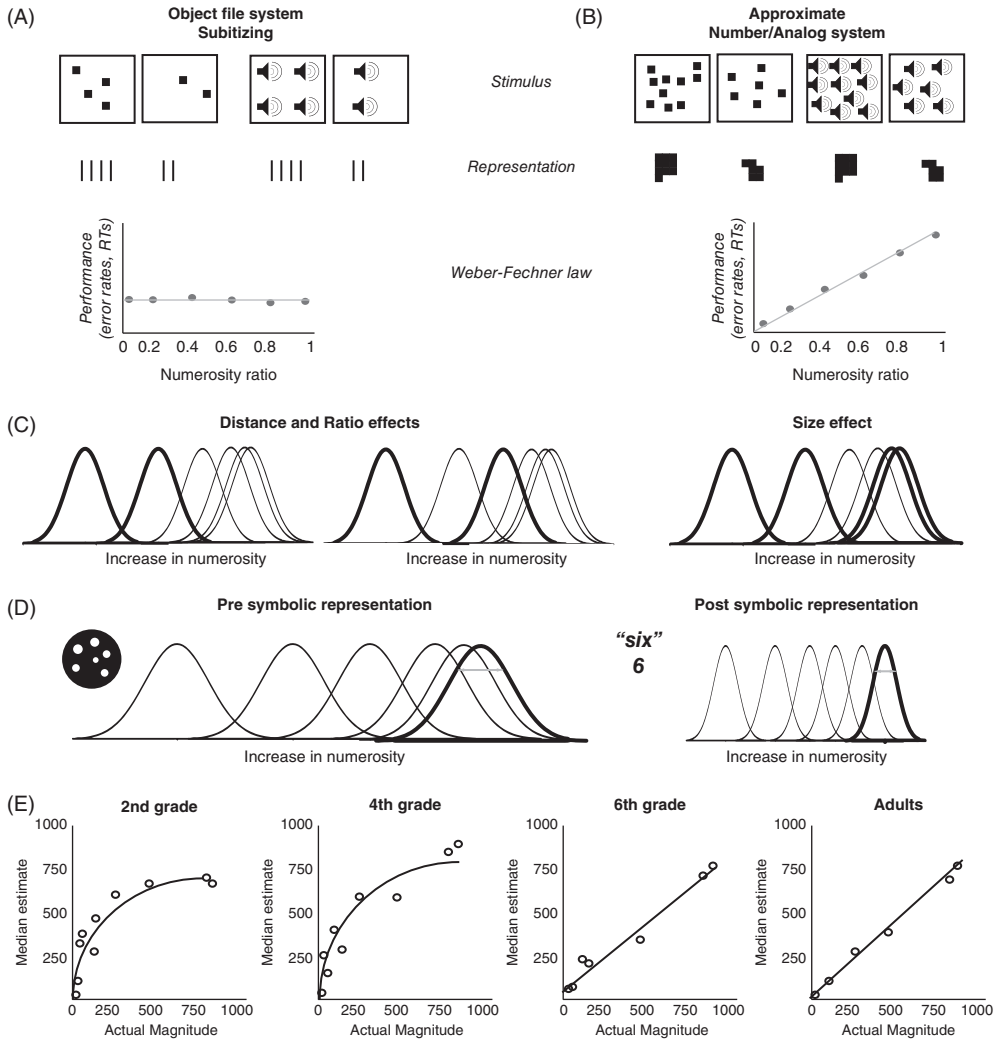 (A)
Object file system
Subitizing
(B)
Approximate
Number/Analog system
Stimulus
Representation
Performance
(error rates, RTs)
0 0.2 0.4 0.6 0.8 1
Numerosity ratio
Weber-Fechner law
Performance
(error rates, RTs)
0 0.2 0.4 0.6 0.8 1
Numerosity ratio
(C)
Distance and Ratio effects
Size effect
Increase in numerosity
Increase in numerosity
Increase in numerosity
(D)
Pre symbolic representation
Post symbolic representation
“six”
6
Increase in numerosity
Increase in numerosity
(E)
2nd grade
1000
750
500
250
Median estimate
0 250 500 750 1000
Actual Magnitude
4th grade
1000
750
500
250
Median estimate
0 250 500 750 1000
Actual Magnitude
6th grade
1000
750
500
250
Median estimate
0 250 500 750 1000
Actual Magnitude
Adults
1000
750
500
250
Median estimate
0 250 500 750 1000
Actual Magnitude